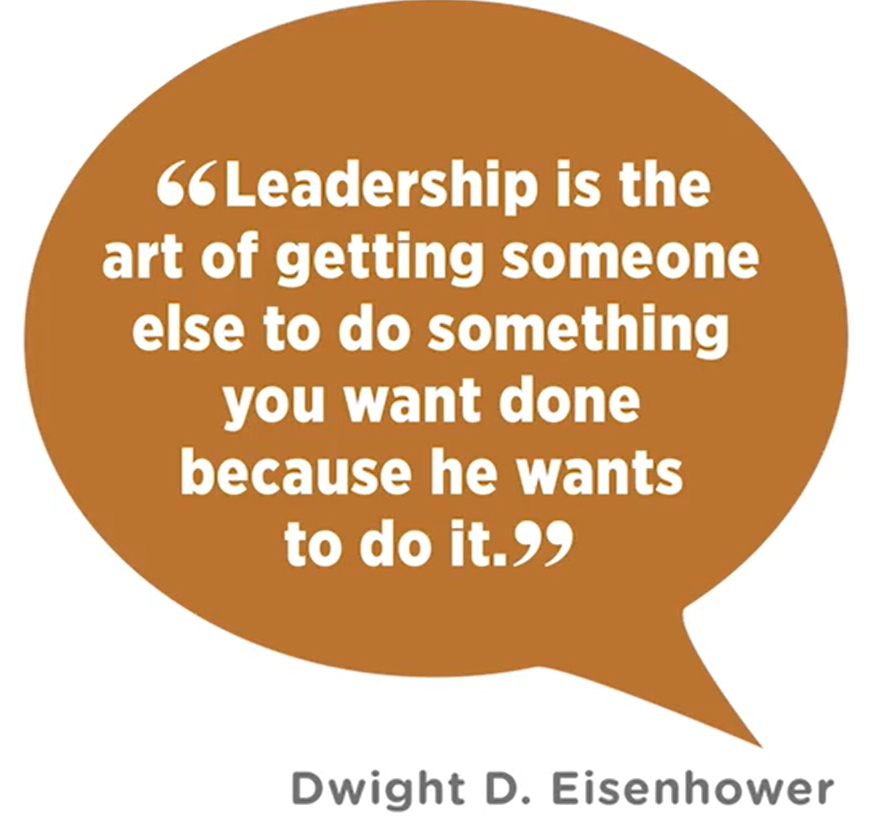 “Leadership is the
art of getting someone
else to do something
you want done
because he wants
to do it.”
Dwight D. Eisenhower